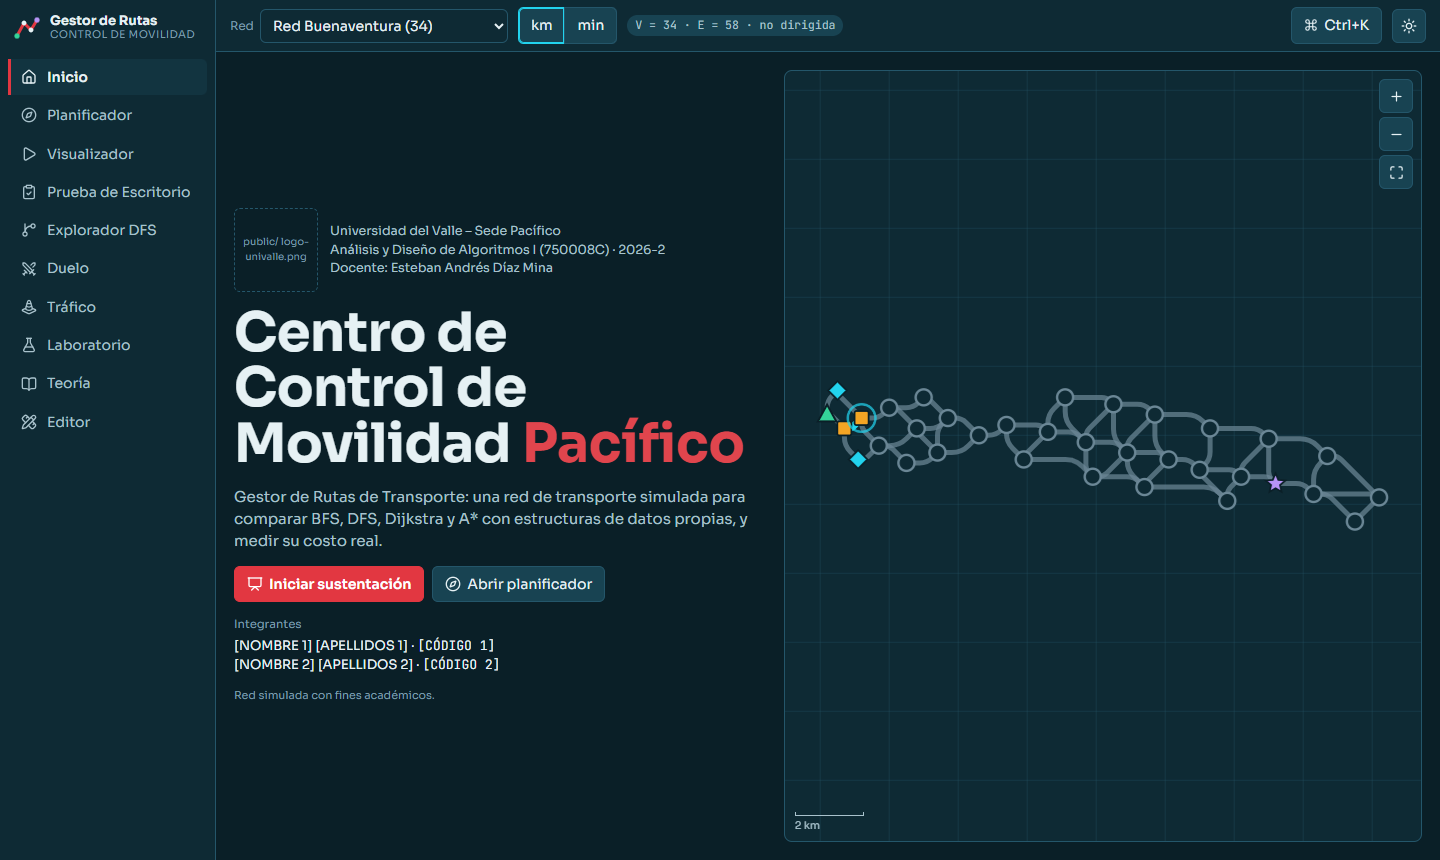 Gestor de Rutas
CONTROL DE MOVILIDAD
Inicio
Planificador
Visualizador
Prueba de Escritorio
Explorador DFS
Duelo
Tráfico
Laboratorio
Teoría
Editor
Red
Red Buenaventura (34)
km
min
V = 34 · E = 58 · no dirigida
⌘ Ctrl+K
public/ logo-
univalle.png
Universidad del Valle – Sede Pacífico
Análisis y Diseño de Algoritmos I (750008C) · 2026-2
Docente: Esteban Andrés Díaz Mina
Centro de
Control de
Movilidad Pacífico
Gestor de Rutas de Transporte: una red de transporte simulada para
comparar BFS, DFS, Dijkstra y A* con estructuras de datos propias, y
medir su costo real.
Iniciar sustentación
Abrir planificador
Integrantes
[NOMBRE 1] [APELLIDOS 1] · [CÓDIGO 1]
[NOMBRE 2] [APELLIDOS 2] · [CÓDIGO 2]
Red simulada con fines académicos.
+
−
2 km